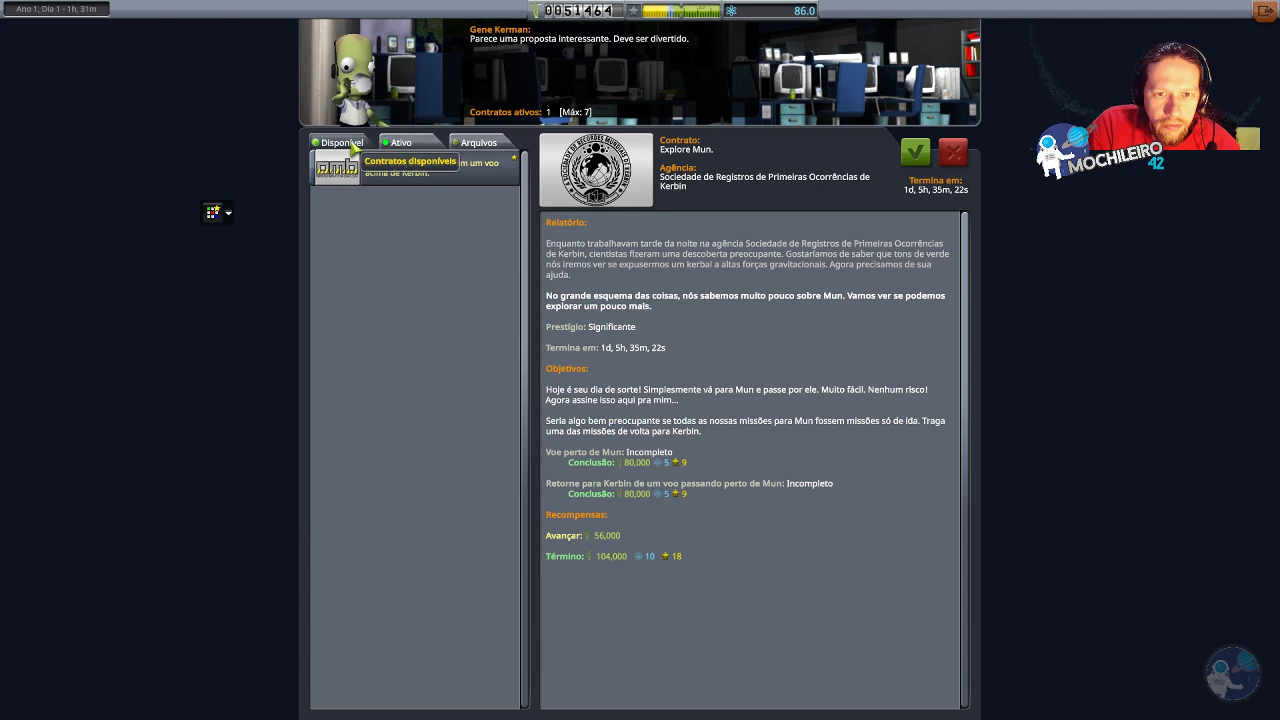 Ano 1, Dia 1 - 1h, 31m
0051464
86.0
Gene Kerman:
Parece uma proposta interessante. Deve ser divertido.
Contratos ativos: 1 [Máx: 7]
Disponível
Ativo
Arquivos
Contratos disponíveis
m um voo
acima de Kerbin.
Contrato:
Explore Mun.
Agência:
Sociedade de Registros de Primeiras Ocorrências de
Kerbin
Termina em:
1d, 5h, 35m, 22s
MOCHILEIRO
42
Relatório:
Enquanto trabalhavam tarde da noite na agência Sociedade de Registros de Primeiras Ocorrências
de Kerbin, cientistas fizeram uma descoberta preocupante. Gostaríamos de saber que tons de verde
nós iremos ver se expusermos um kerbal a altas forças gravitacionais. Agora precisamos de sua
ajuda.
No grande esquema das coisas, nós sabemos muito pouco sobre Mun. Vamos ver se podemos
explorar um pouco mais.
Prestígio: Significante
Termina em: 1d, 5h, 35m, 22s
Objetivos:
Hoje é seu dia de sorte! Simplesmente vá para Mun e passe por ele. Muito fácil. Nenhum risco!
Agora assine isso aqui pra mim...
Seria algo bem preocupante se todas as nossas missões para Mun fossem missões só de ida. Traga
uma das missões de volta para Kerbin.
Voe perto de Mun: Incompleto
Conclusão: 80,000 5 9
Retorne para Kerbin de um voo passando perto de Mun: Incompleto
Conclusão: 80,000 5 9
Recompensas:
Avançar: 56,000
Término: 104,000 10 18